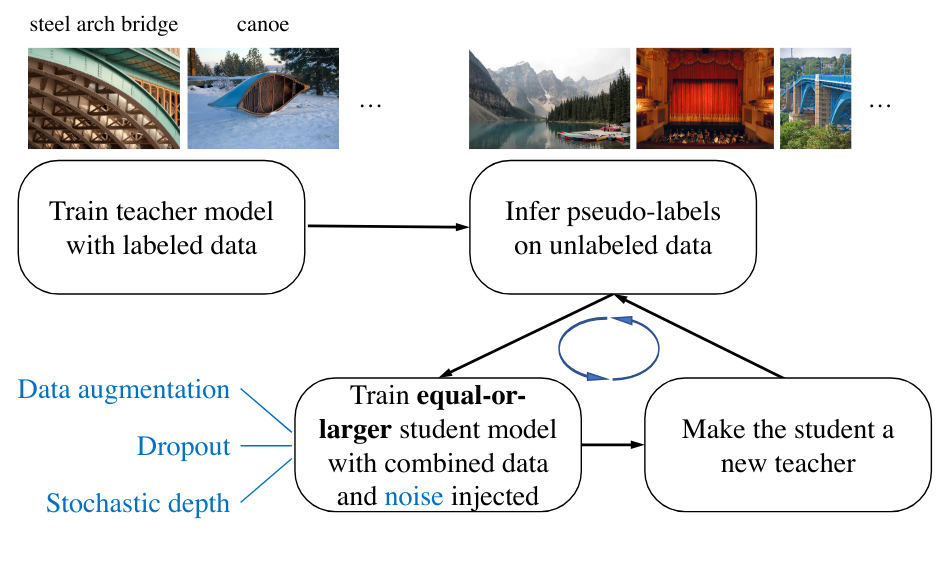 steel arch bridge
canoe
...
...
Train teacher model
with labeled data
Infer pseudo-labels
on unlabeled data
Data augmentation
Dropout
Stochastic depth
Train equal-or-
larger student model
with combined data
and noise injected
Make the student a
new teacher